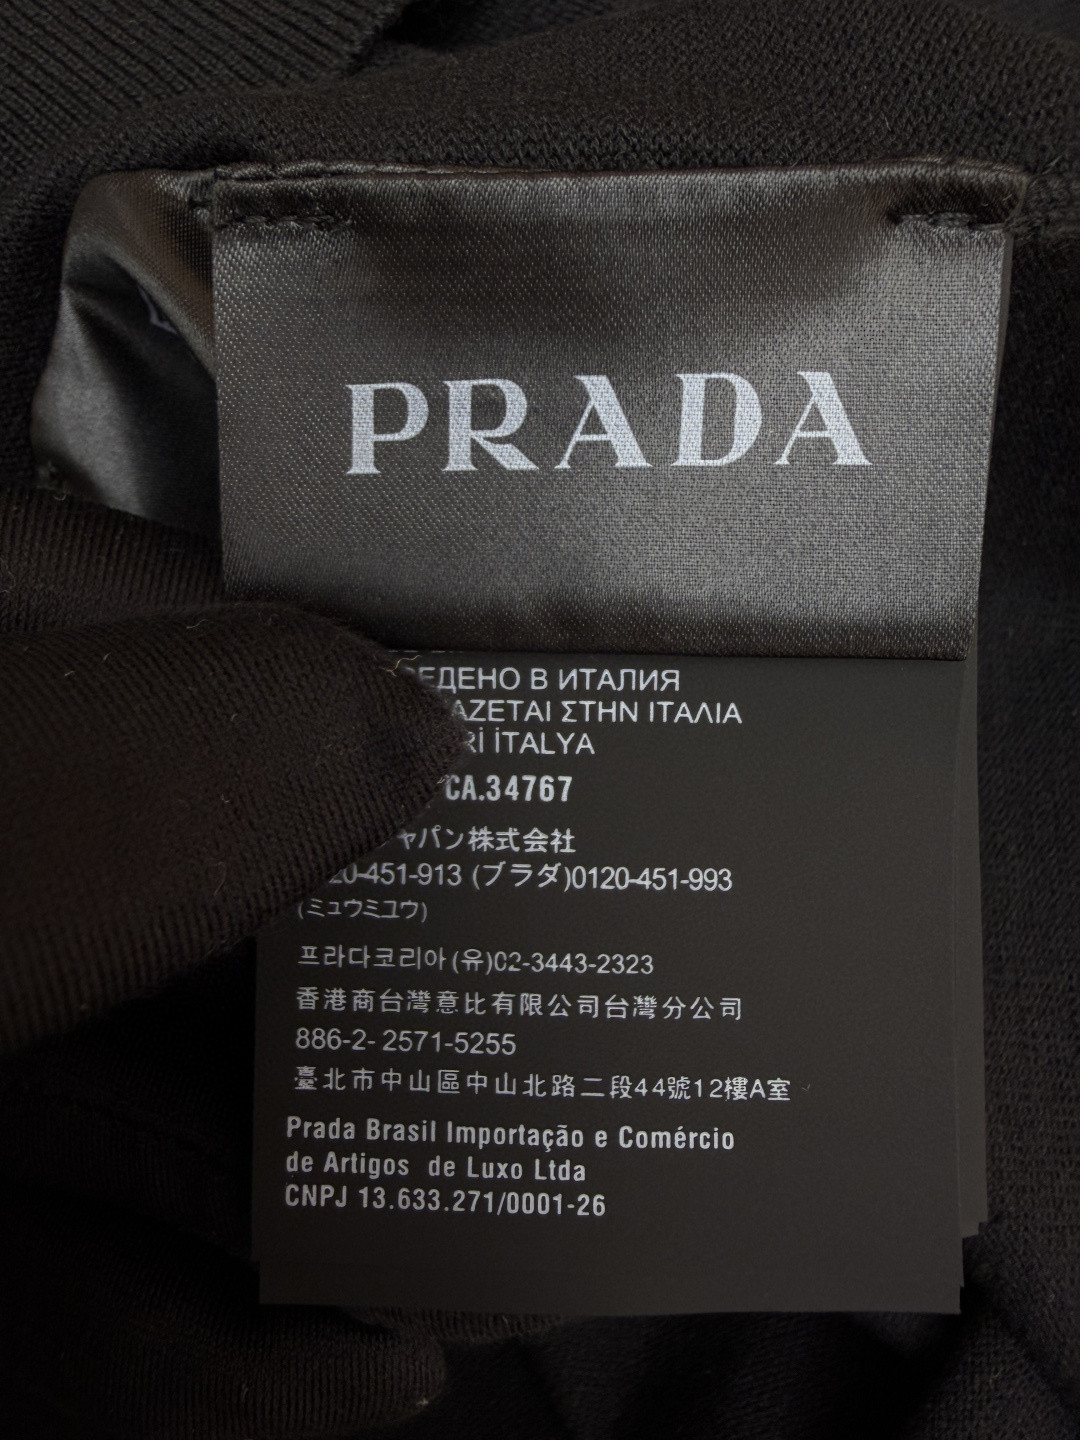 PRADA
ЕДЕНО В ИТАЛИЯ
ΑΖΕΤΑΙ ΣΤΗΝ ΙΤΑΛΙΑ
Rİ İTALYA
CA.34767
ャパン株式会社
20-451-913 (プラダ)0120-451-993
(ミュウミュウ)
프라다코리아(유)02-3443-2323
香港商台灣意比有限公司台灣分公司
886-2- 2571-5255
臺北市中山區中山北路二段44號12樓A室
Prada Brasil Importação e Comércio
de Artigos de Luxo Ltda
CNPJ 13.633.271/0001-26